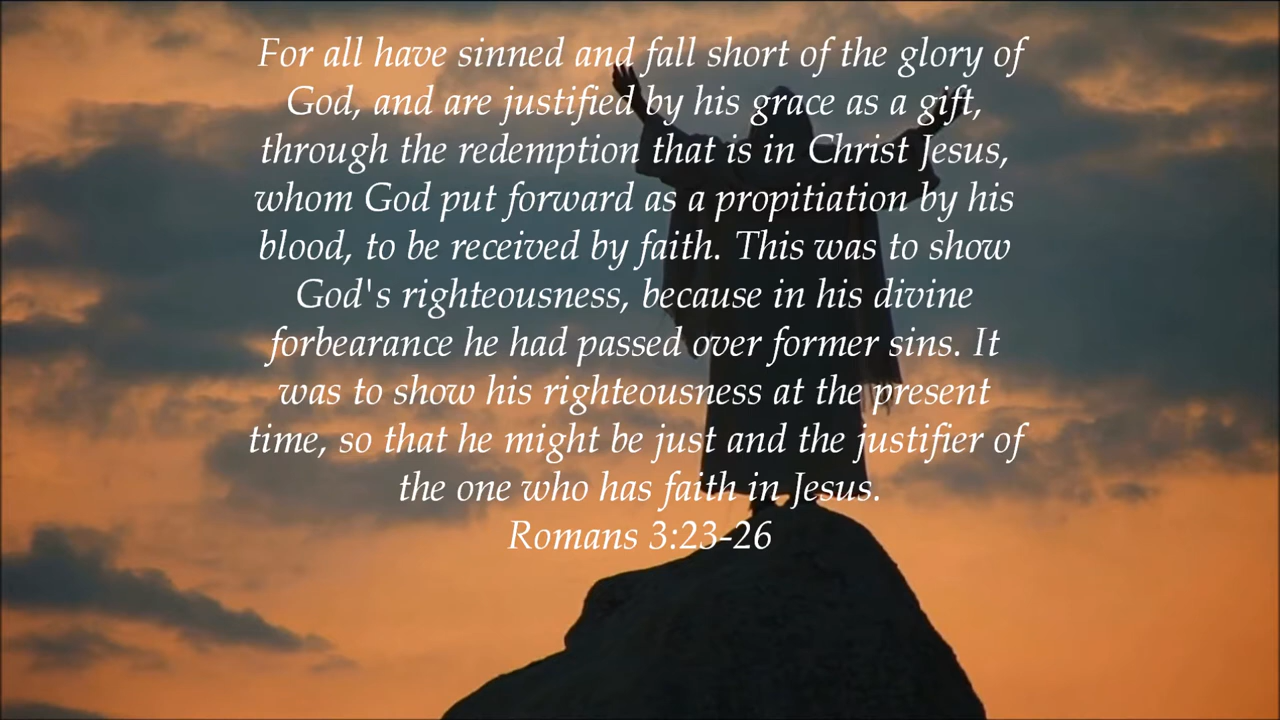 For all have sinned and fall short of the glory of
God, and are justified by his grace as a gift,
through the redemption that is in Christ Jesus,
whom God put forward as a propitiation by his
blood, to be received by faith. This was to show
God's righteousness, because in his divine
forbearance he had passed over former sins. It
was to show his righteousness at the present
time, so that he might be just and the justifier of
the one who has faith in Jesus.
Romans 3:23-26